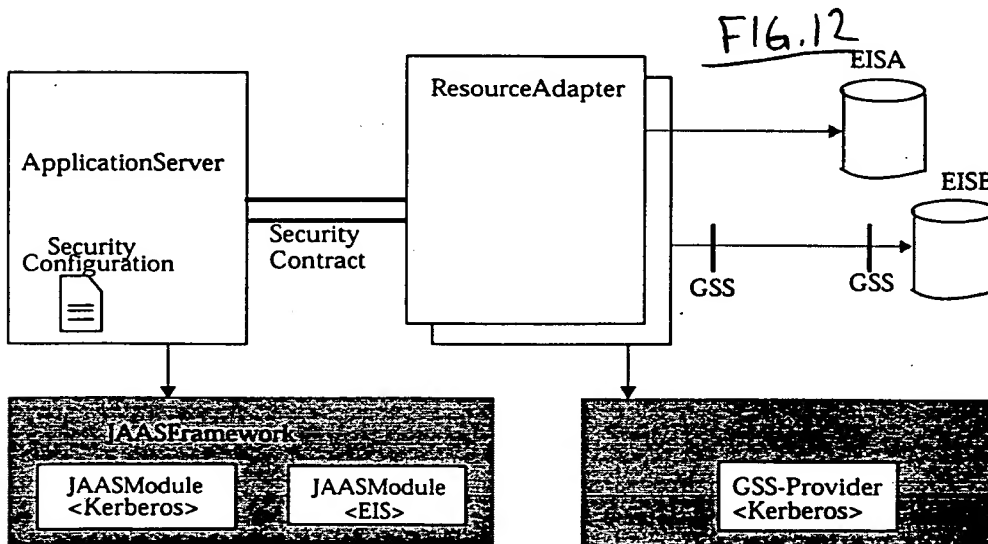 FIG.12
EISA
ResourceAdapter
ApplicationServer
EISB
Security
Configuration
Security
Contract
GSS
GSS
JAASFramework
JAASModule
<Kerberos>
JAASModule
<EIS>
GSS-Provider
<Kerberos>